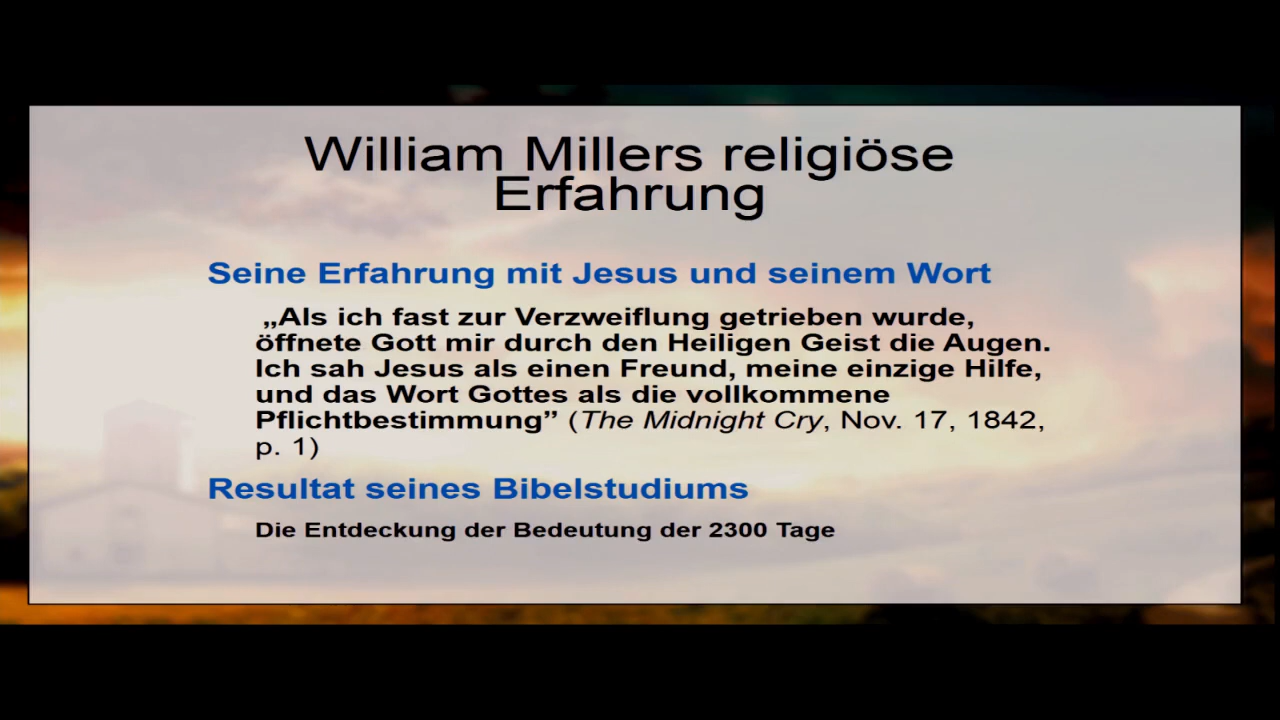 William Millers religiöse
Erfahrung
Seine Erfahrung mit Jesus und seinem Wort
„Als ich fast zur Verzweiflung getrieben wurde,
öffnete Gott mir durch den Heiligen Geist die Augen.
Ich sah Jesus als einen Freund, meine einzige Hilfe,
und das Wort Gottes als die vollkommene
Pflichtbestimmung” (The Midnight Cry, Nov. 17, 1842,
p. 1)
Resultat seines Bibelstudiums
Die Entdeckung der Bedeutung der 2300 Tage